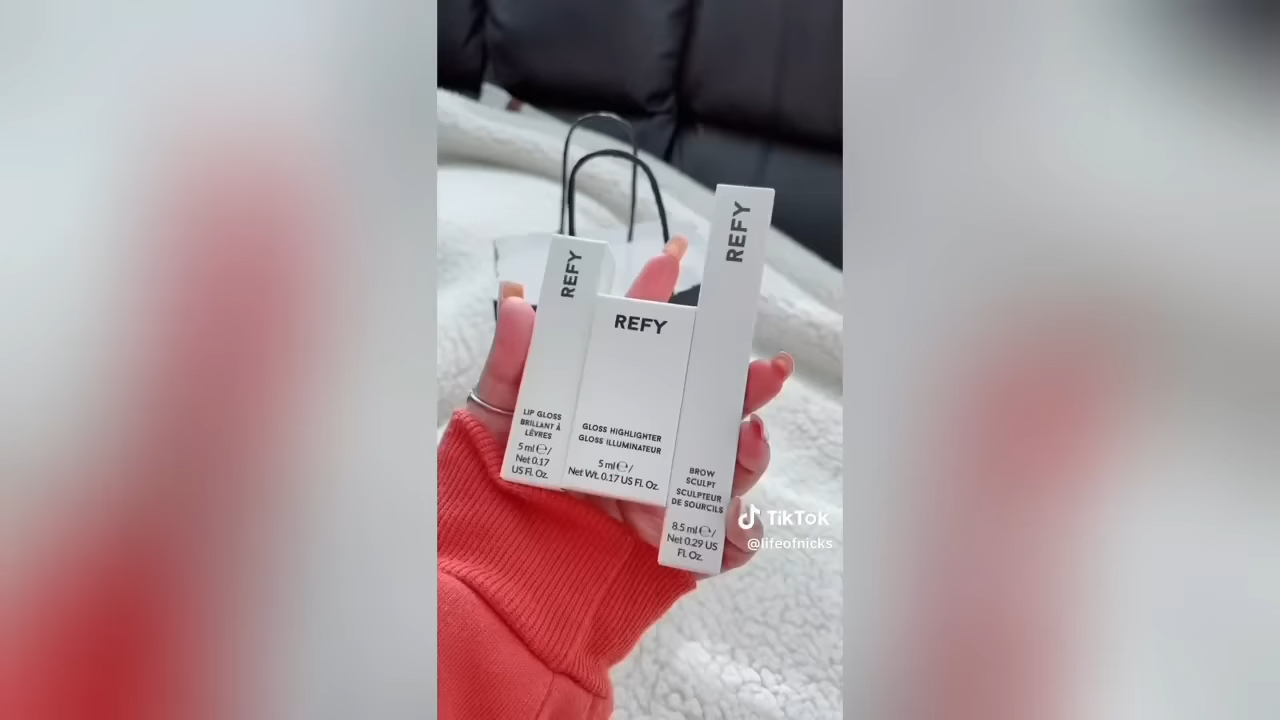 REFY
LIP GLOSS
BRILLANT À
LÈVRES
5 ml ℮/
Net 0.17
US Fl. Oz.
REFY
GLOSS HIGHLIGHTER
GLOSS ILLUMINATEUR
5 ml ℮/
Net Wt. 0.17 US Fl. Oz.
REFY
BROW
SCULPT
SCULPTEUR
DE SOURCILS
8.5 ml ℮/
Net 0.29 US
Fl. Oz.
TikTok
@lifeofnicks